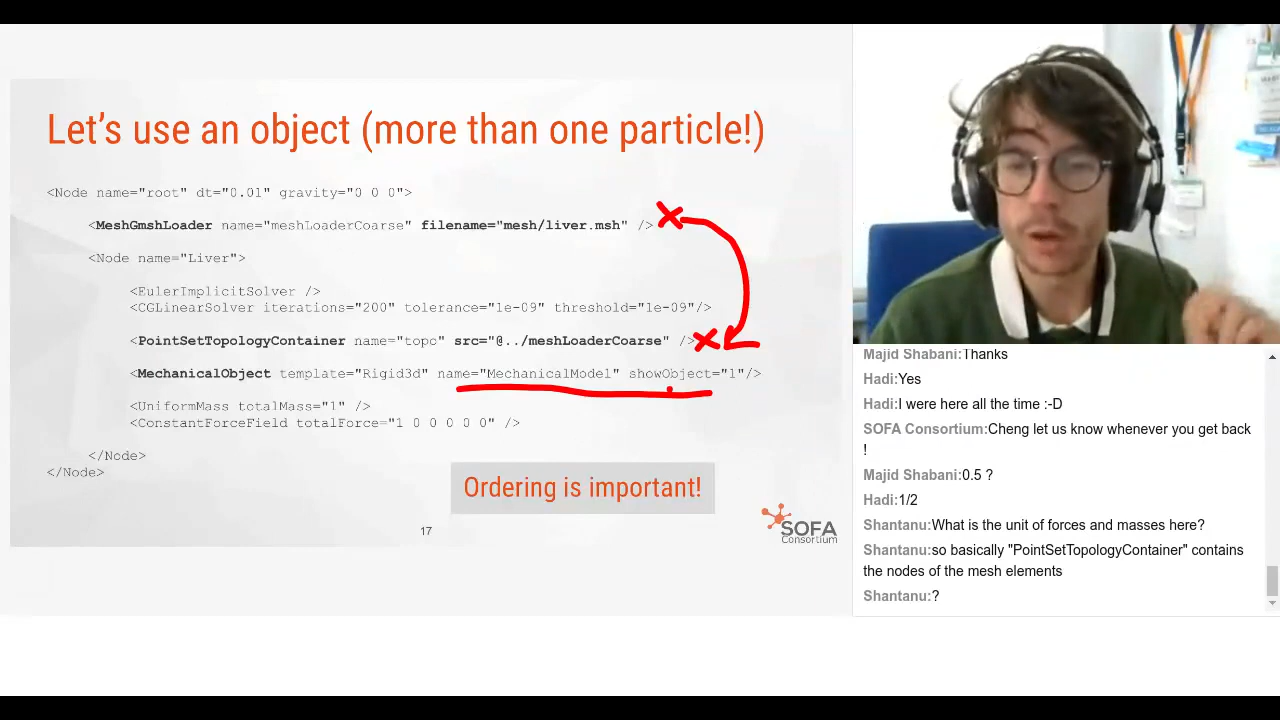 Let's use an object (more than one particle!)
<Node name="root" dt="0.01" gravity="0 0 0">
<MeshGmshLoader name="meshLoaderCoarse" filename="mesh/liver.msh" />
<Node name="Liver">
<EulerImplicitSolver />
<CGLinearSolver iterations="200" tolerance="1e-09" threshold="1e-09"/>
<PointSetTopologyContainer name="topo" src="@../meshLoaderCoarse" />
<MechanicalObject template="Rigid3d" name="MechanicalModel" showObject="1"/>
<UniformMass totalMass="1" />
<ConstantForceField totalForce="1 0 0 0 0 0" />
</Node>
</Node>
Ordering is important!
17
SOFA
Consortium
Majid Shabani:Thanks
Hadi:Yes
Hadi:I were here all the time :-D
SOFA Consortium:Cheng let us know whenever you get back
!
Majid Shabani:0.5 ?
Hadi:1/2
Shantanu:What is the unit of forces and masses here?
Shantanu:so basically "PointSetTopologyContainer" contains
the nodes of the mesh elements
Shantanu:?